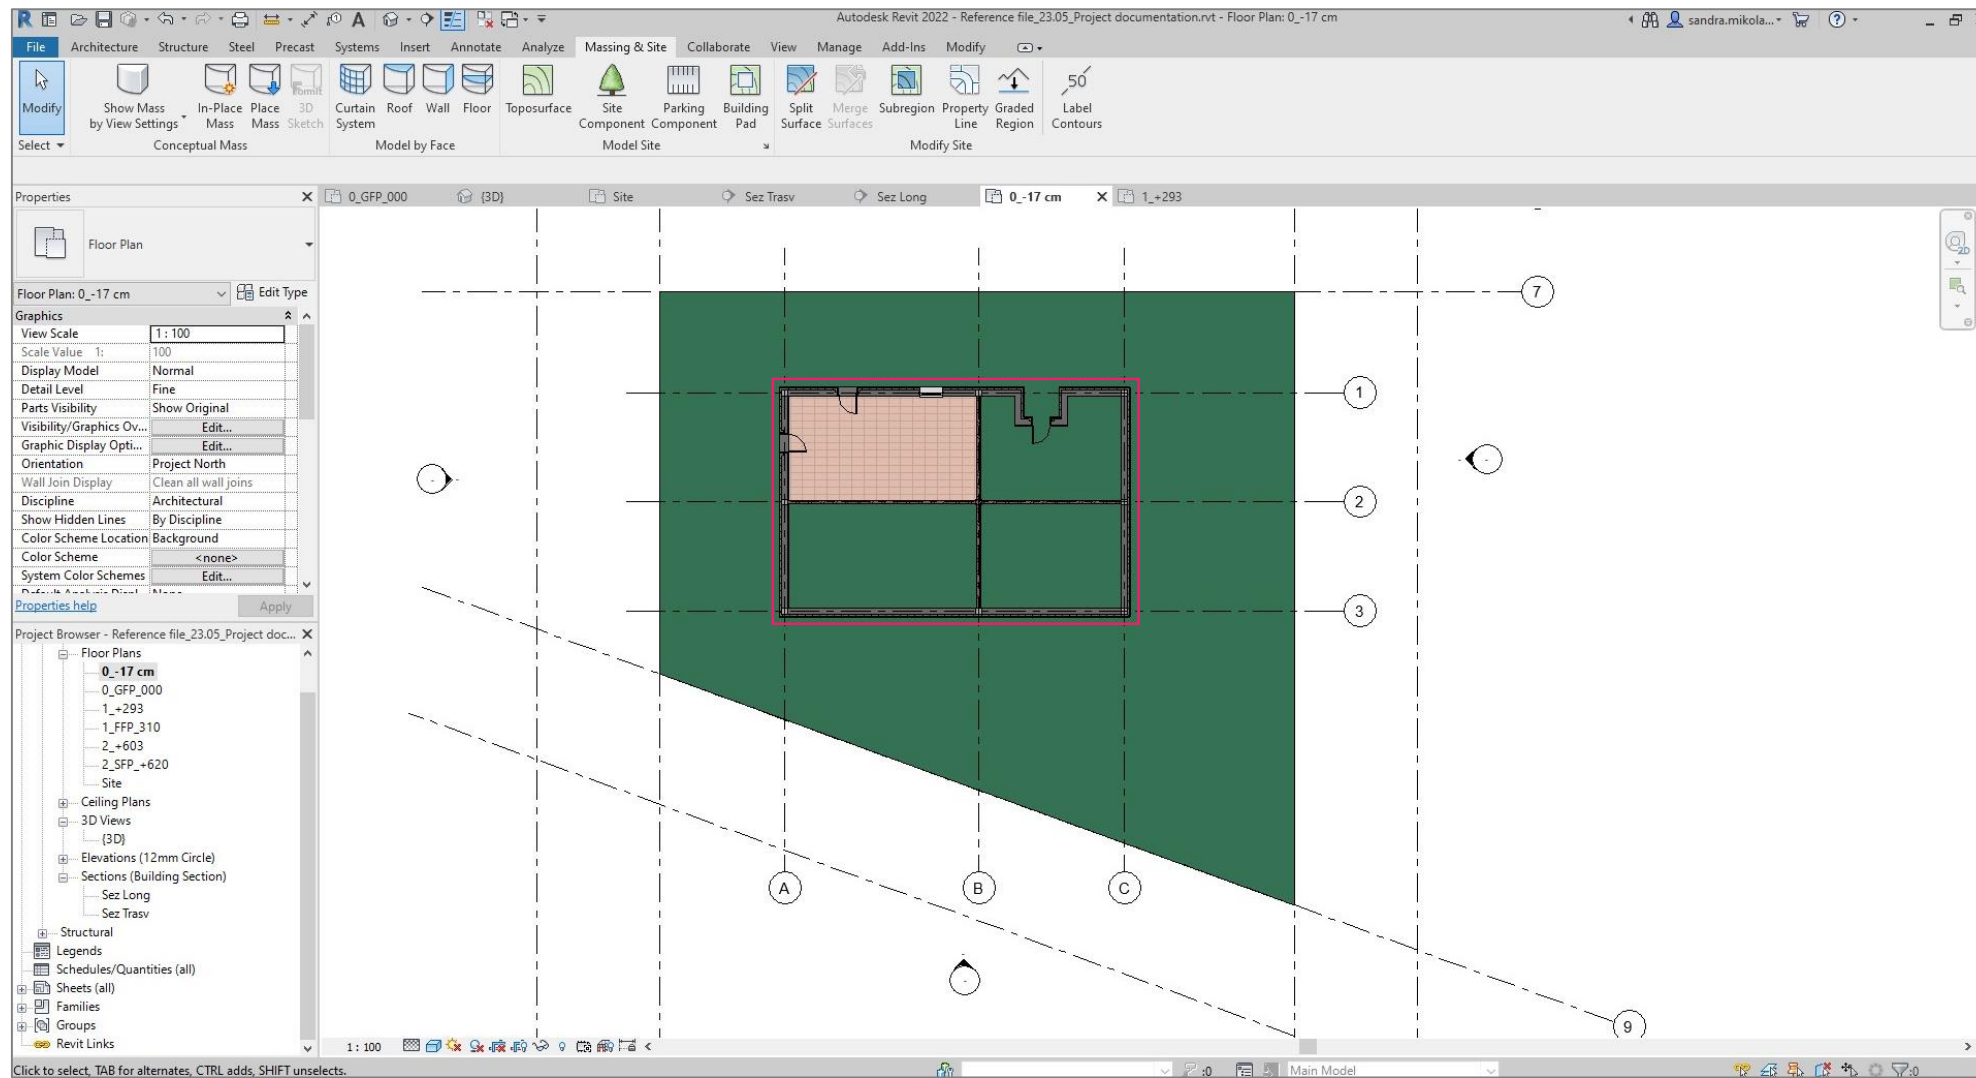 Autodesk Revit 2022 - Reference file_23.05_Project documentation.rvt - Floor Plan: 0_-17 cm
sandra.mikola...
File Architecture Structure Steel Precast Systems Insert Annotate Analyze Massing & Site Collaborate View Manage Add-Ins Modify
Modify
Show Mass by View Settings
In-Place Mass
Place Mass
3D Sketch
Curtain System
Roof
Wall
Floor
Toposurface
Site Component
Parking Component
Building Pad
Split Surface
Merge Surfaces
Subregion
Property Line
Graded Region
50
Label Contours
Select Conceptual Mass Model by Face Model Site Modify Site
Properties
0_GFP_000 {3D} Site Sez Trasv Sez Long 0_-17 cm 1_+293
Floor Plan
Floor Plan: 0_-17 cm Edit Type
Graphics
View Scale 1 : 100
Scale Value 1: 100
Display Model Normal
Detail Level Fine
Parts Visibility Show Original
Visibility/Graphics Ov... Edit...
Graphic Display Opti... Edit...
Orientation Project North
Wall Join Display Clean all wall joins
Discipline Architectural
Show Hidden Lines By Discipline
Color Scheme Location Background
Color Scheme <none>
System Color Schemes Edit...
Properties help Apply
Project Browser - Reference file_23.05_Project doc...
Floor Plans
0_-17 cm
0_GFP_000
1_+293
1_FFP_310
2_+603
2_SFP_+620
Site
Ceiling Plans
3D Views
{3D}
Elevations (12mm Circle)
Sections (Building Section)
Sez Long
Sez Trasv
Structural
Legends
Schedules/Quantities (all)
Sheets (all)
Families
Groups
Revit Links
2D
7
1
2
3
A B C
9
1 : 100
Click to select, TAB for alternates, CTRL adds, SHIFT unselects.
:0
Main Model
:0